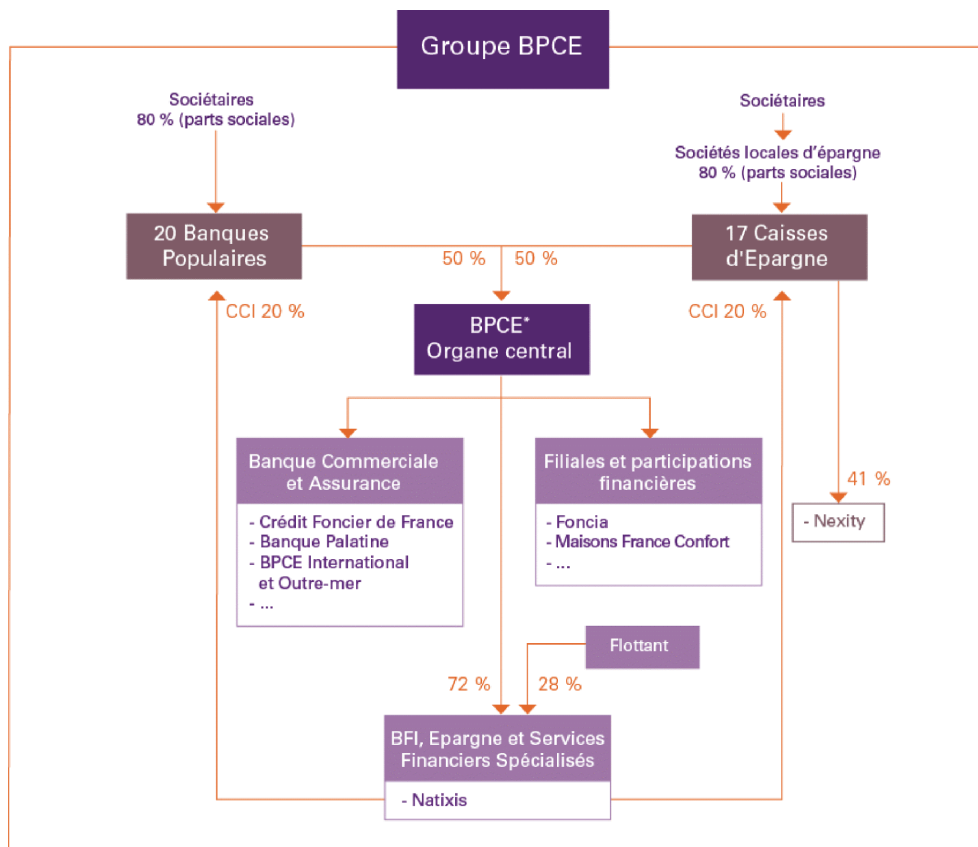 Groupe BPCE
Sociétaires
80 % (parts sociales)
Sociétaires
Sociétés locales d'épargne
80 % (parts sociales)
20 Banques
Populaires
17 Caisses
d'Epargne
50 %
50 %
CCI 20 %
CCI 20 %
BPCE*
Organe central
Banque Commerciale
et Assurance
- Crédit Foncier de France
- Banque Palatine
- BPCE International
et Outre-mer
- ...
Filiales et participations
financières
- Foncia
- Maisons France Confort
- ...
41 %
- Nexity
Flottant
72 %
28 %
BFI, Epargne et Services
Financiers Spécialisés
- Natixis